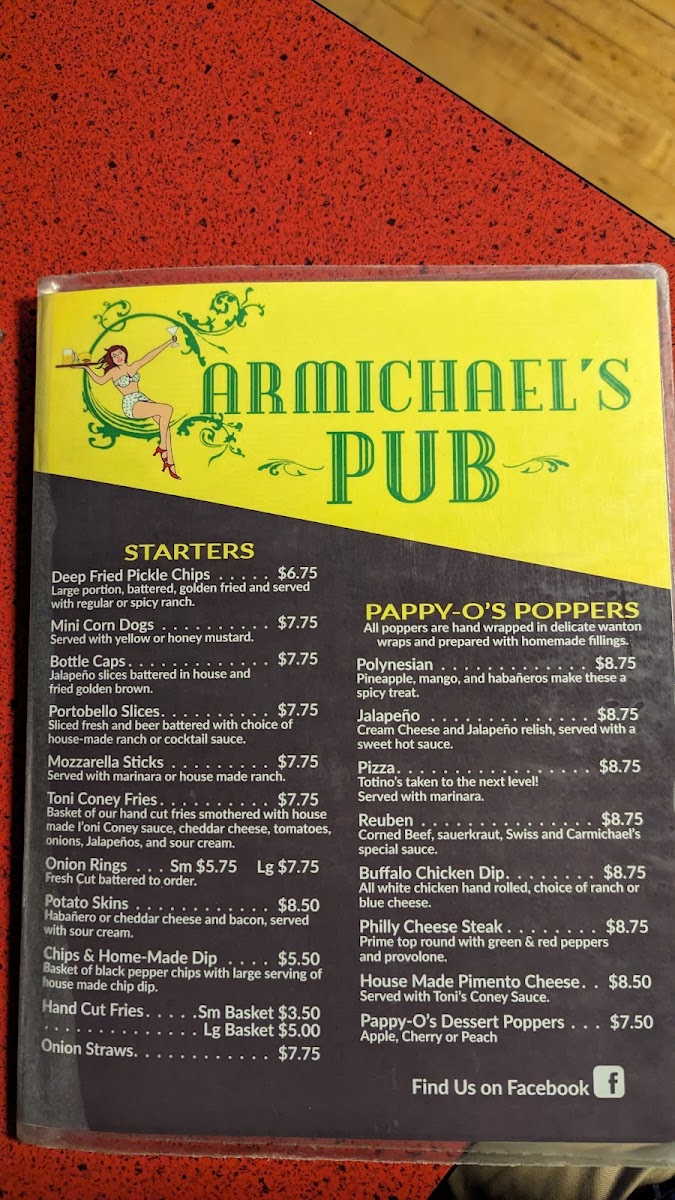 CARMICHAEL'S
PUB
STARTERS
Deep Fried Pickle Chips . . . . . $6.75
Large portion, battered, golden fried and served
with regular or spicy ranch.
Mini Corn Dogs . . . . . . . . . . . $7.75
Served with yellow or honey mustard.
Bottle Caps. . . . . . . . . . . . . . $7.75
Jalapeño slices battered in house and
fried golden brown.
Portobello Slices. . . . . . . . . . . $7.75
Sliced fresh and beer battered with choice of
house-made ranch or cocktail sauce.
Mozzarella Sticks . . . . . . . . . . $7.75
Served with marinara or house made ranch.
Toni Coney Fries. . . . . . . . . . . $7.75
Basket of our hand cut fries smothered with house
made I'oni Coney sauce, cheddar cheese, tomatoes,
onions, Jalapeños, and sour cream.
Onion Rings . . . Sm $5.75 Lg $7.75
Fresh Cut battered to order.
Potato Skins . . . . . . . . . . . . . $8.50
Habañero or cheddar cheese and bacon, served
with sour cream.
Chips & Home-Made Dip . . . . $5.50
Basket of black pepper chips with large serving of
house made chip dip.
Hand Cut Fries. . . . .Sm Basket $3.50
. . . . . . . . . . . . . . . Lg Basket $5.00
Onion Straws. . . . . . . . . . . . . $7.75
PAPPY-O'S POPPERS
All poppers are hand wrapped in delicate wanton
wraps and prepared with homemade fillings.
Polynesian . . . . . . . . . . . . . . $8.75
Pineapple, mango, and habañeros make these a
spicy treat.
Jalapeño . . . . . . . . . . . . . . . $8.75
Cream Cheese and Jalapeño relish, served with a
sweet hot sauce.
Pizza. . . . . . . . . . . . . . . . . . $8.75
Totino's taken to the next level!
Served with marinara.
Reuben . . . . . . . . . . . . . . . . $8.75
Corned Beef, sauerkraut, Swiss and Carmichael's
special sauce.
Buffalo Chicken Dip. . . . . . . . $8.75
All white chicken hand rolled, choice of ranch or
blue cheese.
Philly Cheese Steak . . . . . . . . $8.75
Prime top round with green & red peppers
and provolone.
House Made Pimento Cheese. . $8.50
Served with Toni's Coney Sauce.
Pappy-O's Dessert Poppers . . . $7.50
Apple, Cherry or Peach
Find Us on Facebook f